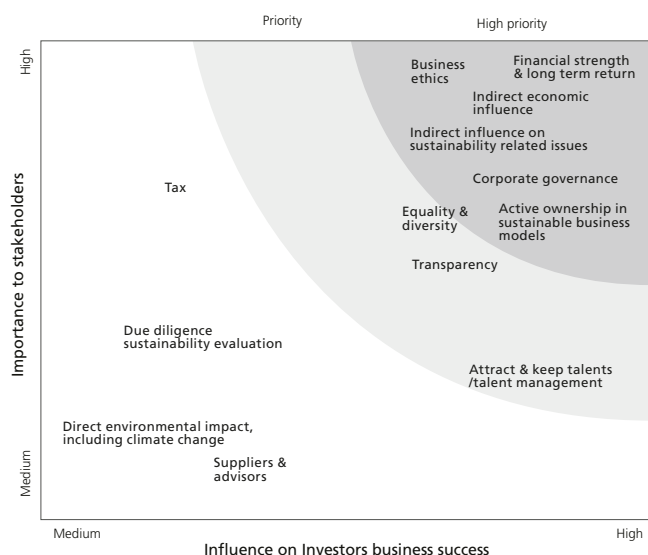 Priority
High priority
High
Business
ethics
Financial strength
& long term return
Indirect economic
influence
Indirect influence on
sustainability related issues
Tax
Corporate governance
Equality &
diversity
Active ownership in
sustainable business
models
Transparency
Importance to stakeholders
Due diligence
sustainability evaluation
Attract & keep talents
/talent management
Direct environmental impact,
including climate change
Suppliers &
advisors
Medium
Medium
High
Influence on Investors business success